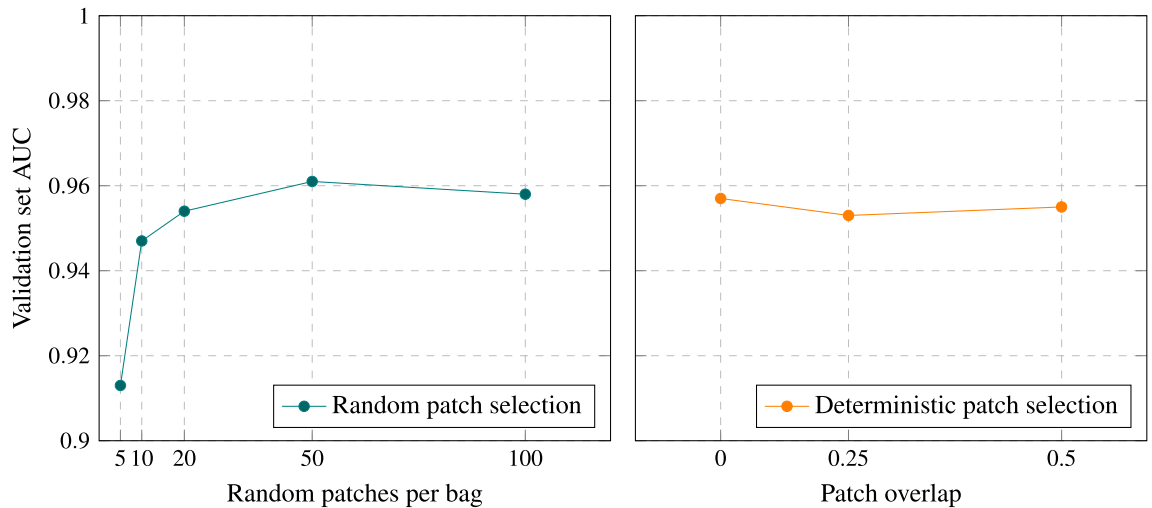 Validation set AUC
1
0.98
0.96
0.94
0.92
0.9
5 10 20 50 100
Random patches per bag
Random patch selection
0 0.25 0.5
Patch overlap
Deterministic patch selection